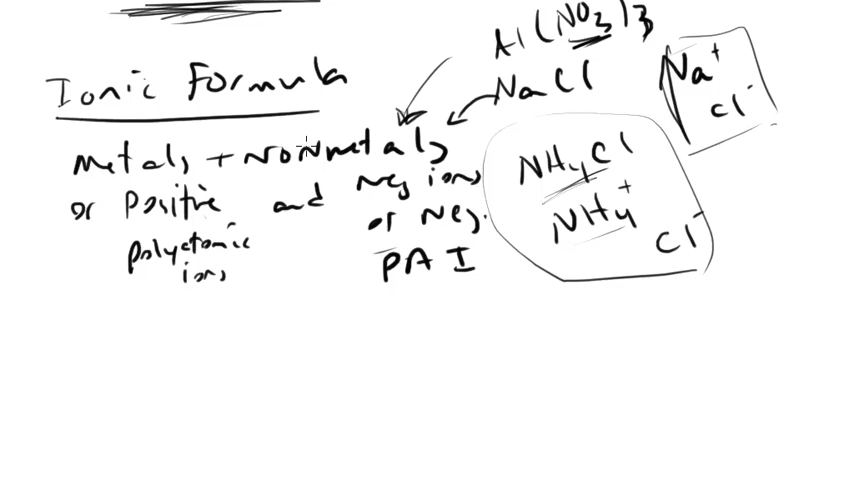 Al(NO3)3
Ionic Formula
NaCl
Na+
Cl-
Metals + Nonmetals
or Positive and Neg ions
polyatomic or Neg.
ions PAI
NH4Cl
NH4+
Cl-